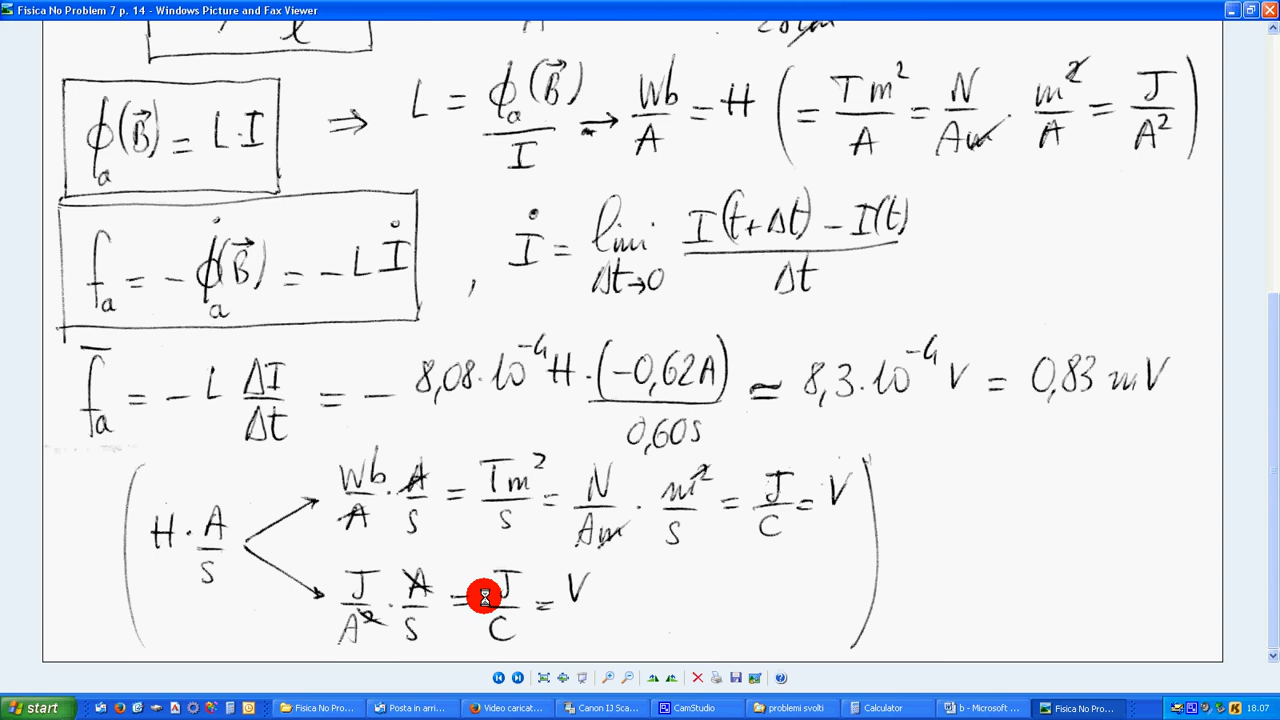 Fisica No Problem 7 p. 14 - Windows Picture and Fax Viewer
ϕₐ(B⃗) = L·I ⇒ L = ϕₐ(B⃗)/I → Wb/A = H ( = Tm²/A = N/Am · m²/A = J/A² )
fₐ = -ϕ̇ₐ(B⃗) = -Lİ , İ = lim Δt→0 (I(t+Δt) - I(t))/Δt
f̄ₐ = -L ΔI/Δt = - 8,08·10⁻⁴H·(-0,62A)/0,60s ≃ 8,3·10⁻⁴ V = 0,83 mV
Wb/A · A/s = Tm²/s = N/Am · m²/s = J/C = V
H · A/s
J/A² · A/s = J/C = V
start
Fisica No Pro...
Posta in arri...
Video caricat...
Canon IJ Sca...
CamStudio
problemi svolti
Calculator
b - Microsoft ...
Fisica No Pro...
18.07